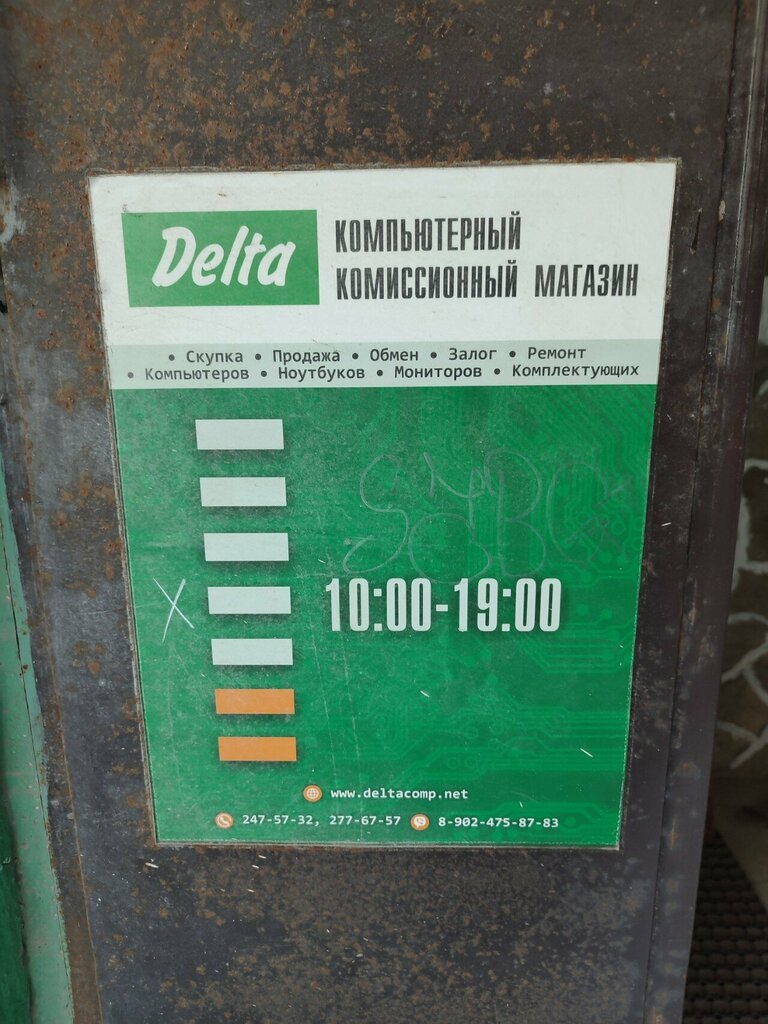 Delta
КОМПЬЮТЕРНЫЙ
КОМИССИОННЫЙ МАГАЗИН
• Скупка • Продажа • Обмен • Залог • Ремонт
• Компьютеров • Ноутбуков • Мониторов • Комплектующих
10:00-19:00
www.deltacomp.net
247-57-32, 277-67-57 8-902-475-87-83